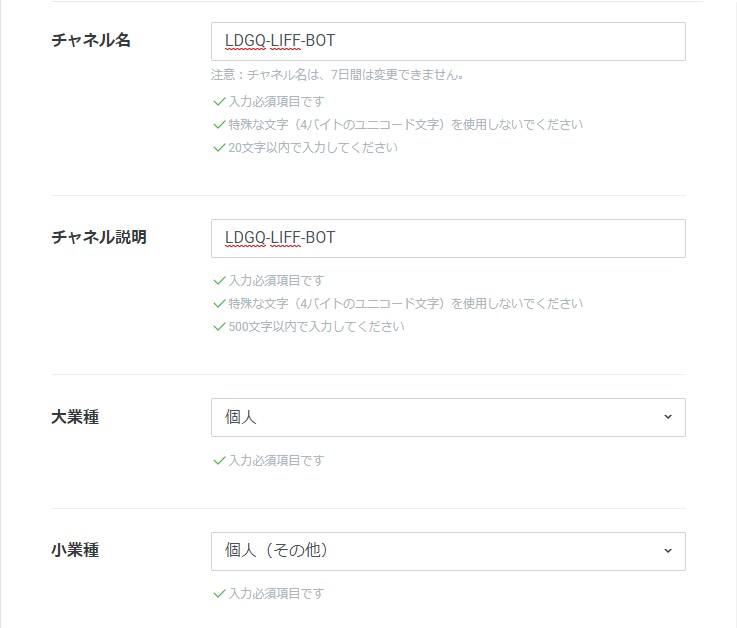 チャネル名
LDGQ-LIFF-BOT
注意：チャネル名は、7日間は変更できません。
入力必須項目です
特殊な文字（4バイトのユニコード文字）を使用しないでください
20文字以内で入力してください
チャネル説明
LDGQ-LIFF-BOT
入力必須項目です
特殊な文字（4バイトのユニコード文字）を使用しないでください
500文字以内で入力してください
大業種
個人
入力必須項目です
小業種
個人（その他）
入力必須項目です